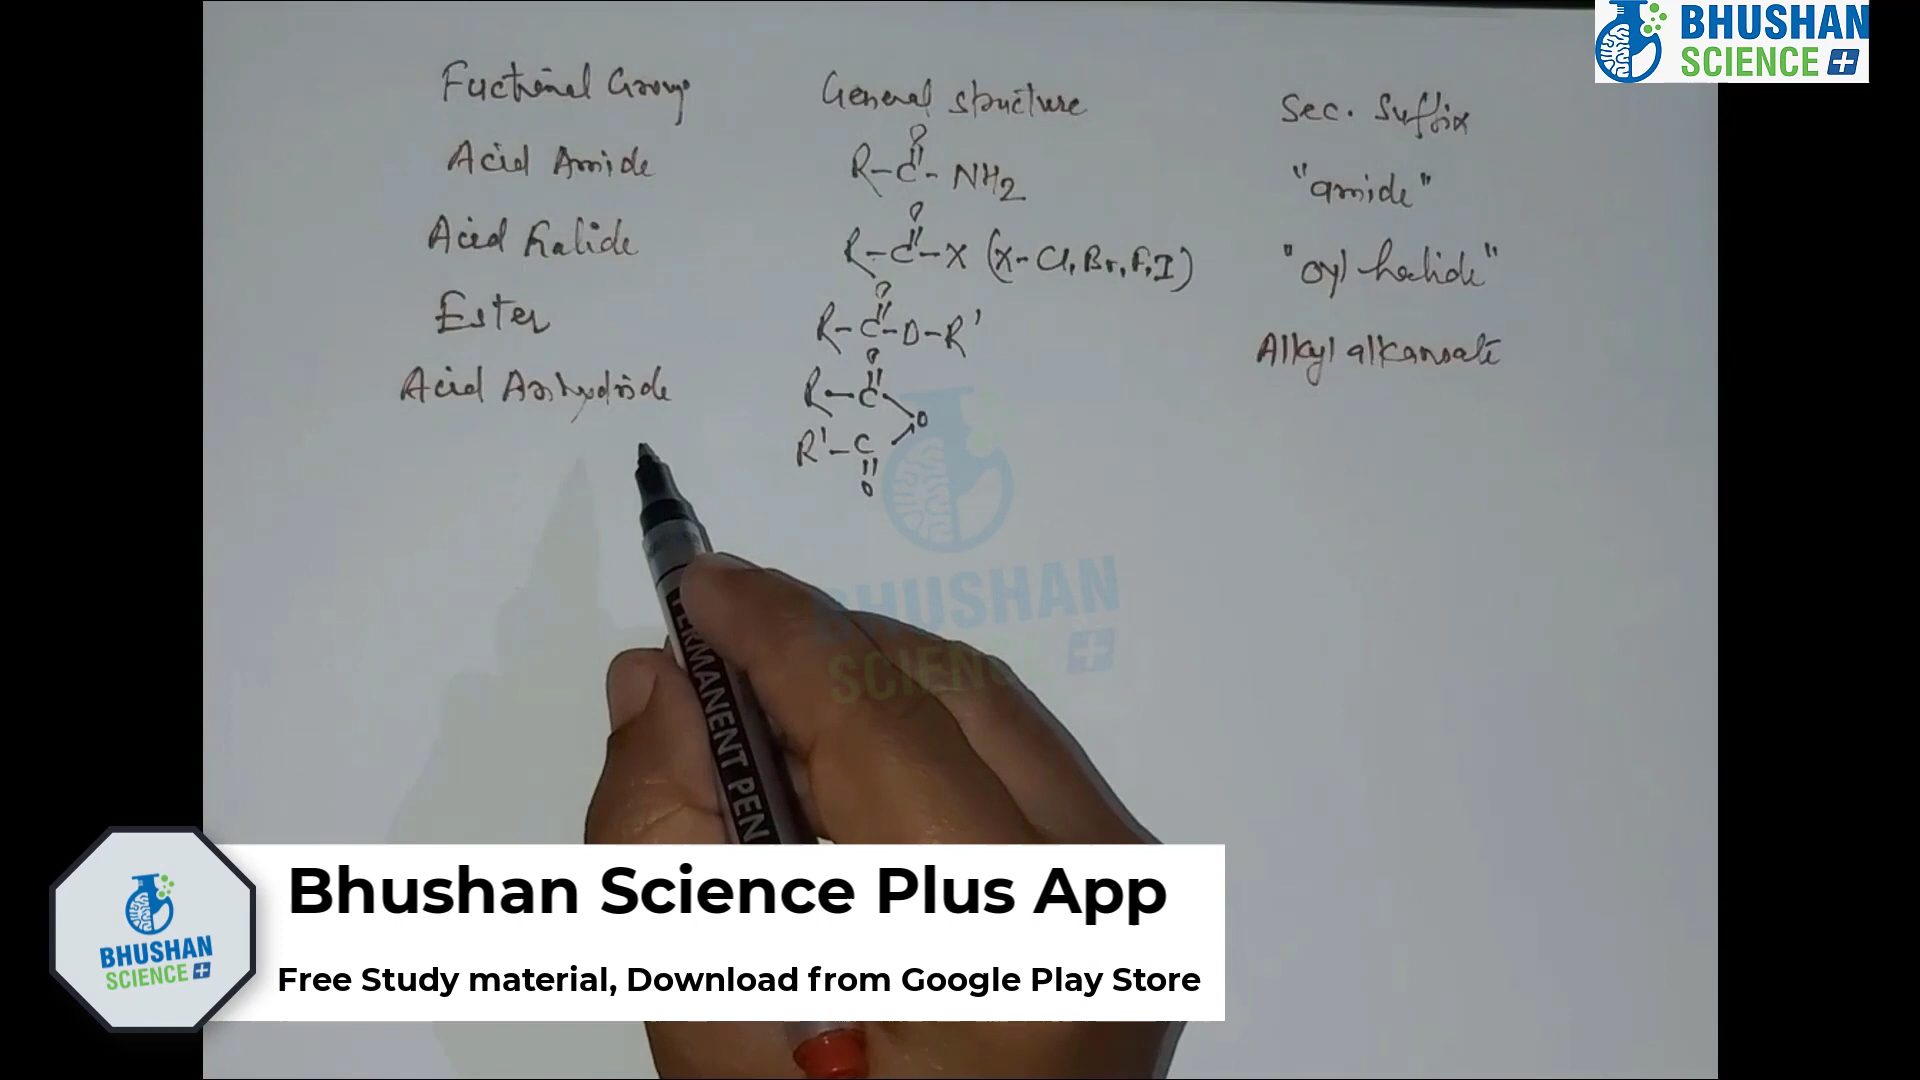 BHUSHAN
SCIENCE +
Fuctional Group General structure Sec. Suffix
Acid Amide R-C-NH2 "amide"
O
Acid halide R-C-X (X-Cl, Br, F, I) "oyl halide"
O
Ester R-C-O-R' Alkyl alkanoate
O
Acid Anhydride R-C
O
O
R'-C
O
BHUSHAN
SCIENCE +
PERMANENT PEN
Bhushan Science Plus App
Free Study material, Download from Google Play Store
BHUSHAN
SCIENCE +